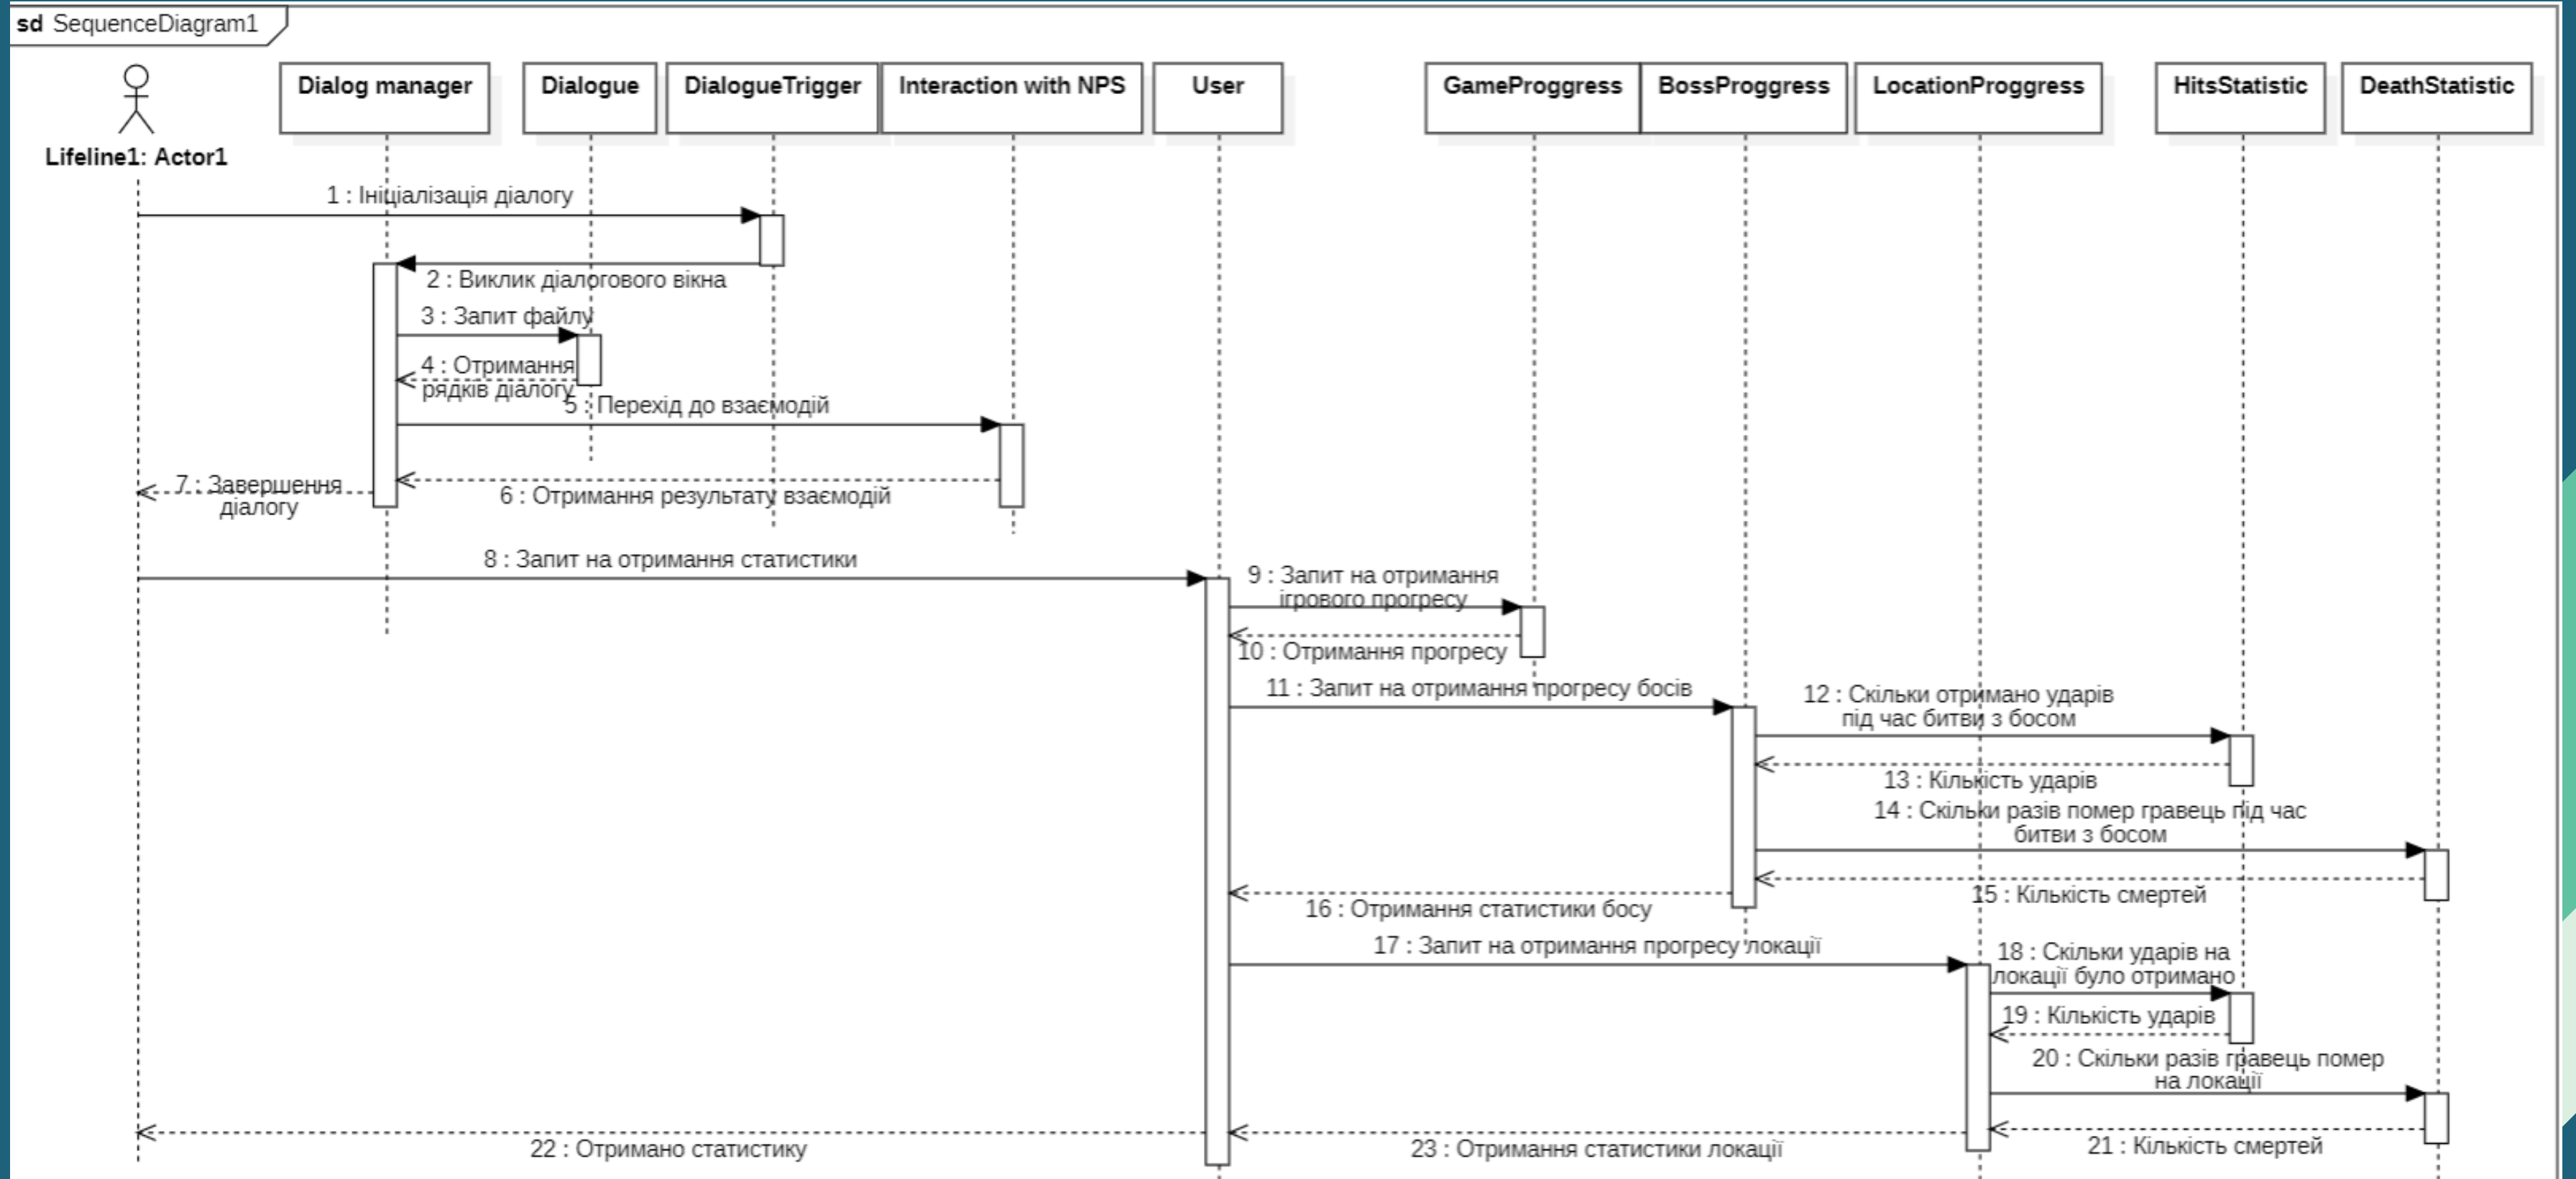 sd SequenceDiagram1
Lifeline1: Actor1
Dialog manager
Dialogue
DialogueTrigger
Interaction with NPS
User
GameProggress
BossProggress
LocationProggress
HitsStatistic
DeathStatistic
1 : Ініціалізація діалогу
2 : Виклик діалогового вікна
3 : Запит файлу
4 : Отримання
рядків діалогу
5 : Перехід до взаємодій
6 : Отримання результату взаємодій
7 : Завершення
діалогу
8 : Запит на отримання статистики
9 : Запит на отримання
ігрового прогресу
10 : Отримання прогресу
11 : Запит на отримання прогресу босів
12 : Скільки отримано ударів
під час битви з босом
13 : Кількість ударів
14 : Скільки разів помер гравець під час
битви з босом
15 : Кількість смертей
16 : Отримання статистики босу
17 : Запит на отримання прогресу локації
18 : Скільки ударів на
локації було отримано
19 : Кількість ударів
20 : Скільки разів гравець помер
на локації
21 : Кількість смертей
22 : Отримано статистику
23 : Отримання статистики локації